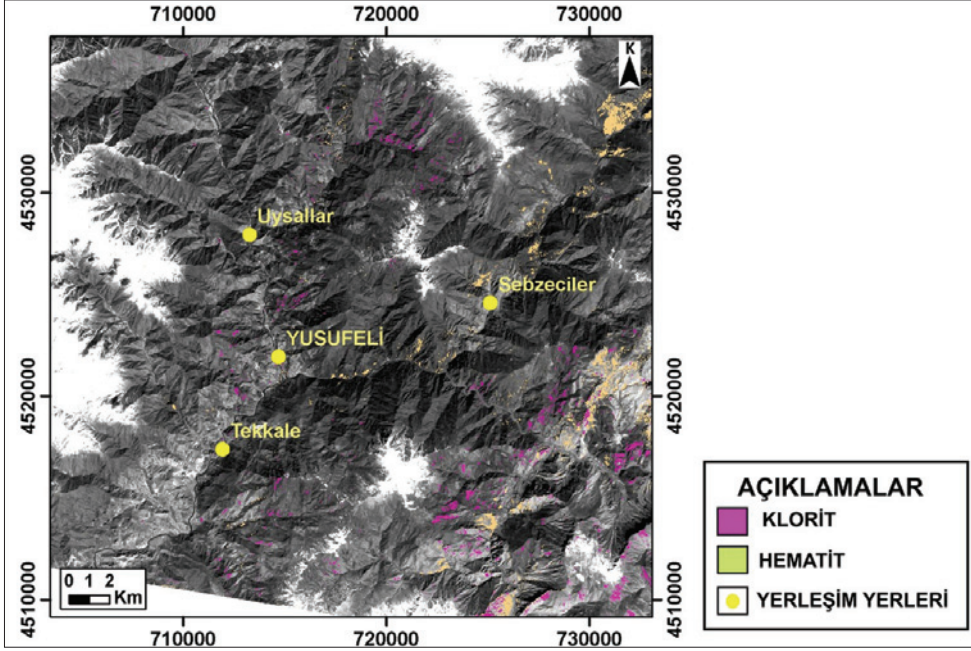 710000 720000 730000
K
4530000 4530000
Uysallar
Sebzeciler
YUSUFELİ
4520000 4520000
Tekkale
AÇIKLAMALAR
KLORİT
HEMATİT
YERLEŞİM YERLERİ
0 1 2
Km
4510000 4510000
710000 720000 730000